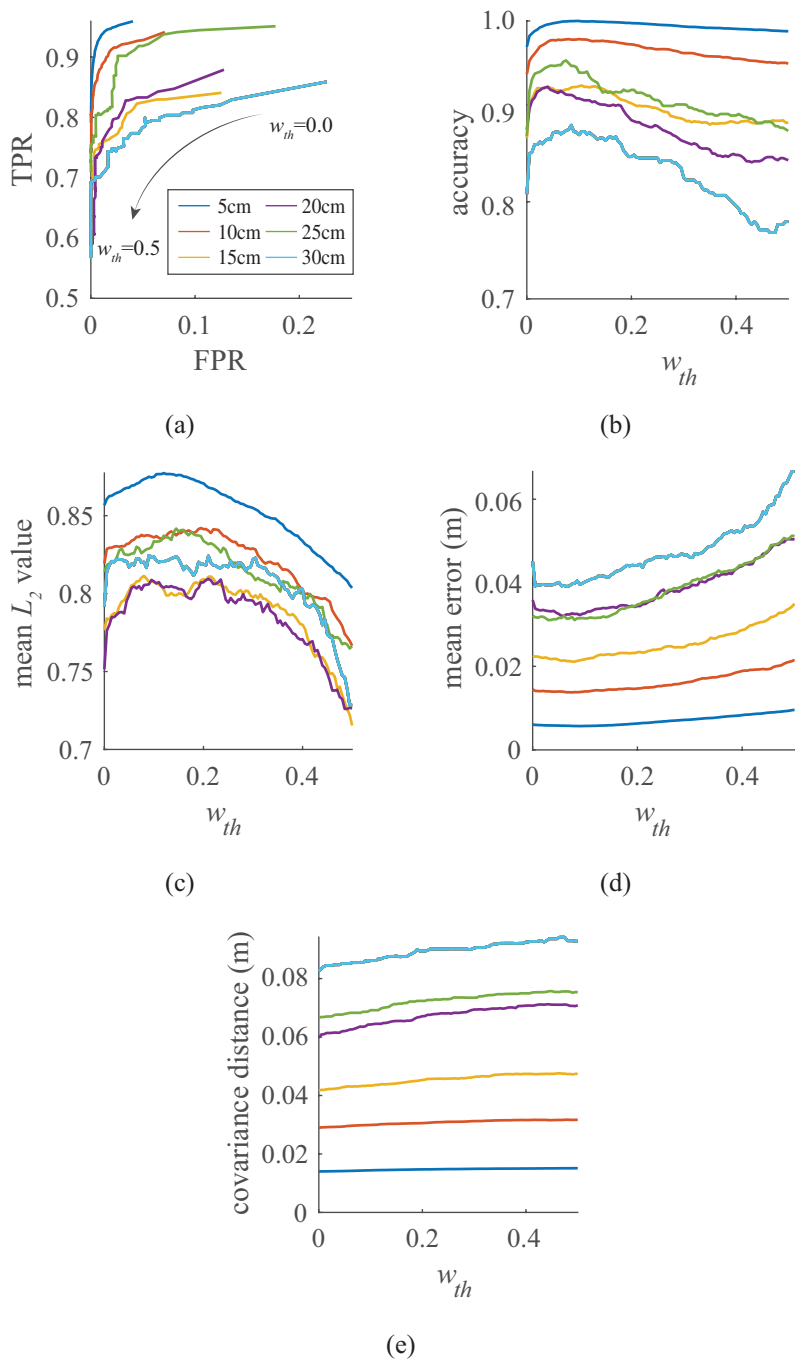 0.9
0.8
0.7
0.6
0.5
TPR
0
0.1
0.2
FPR
w_th=0.0
w_th=0.5
5cm
10cm
15cm
20cm
25cm
30cm
(a)
1.0
0.9
0.8
0.7
accuracy
0
0.2
0.4
w_th
(b)
0.85
0.8
0.75
0.7
mean L_2 value
0
0.2
0.4
w_th
(c)
0.06
0.04
0.02
0
mean error (m)
0
0.2
0.4
w_th
(d)
0.08
0.06
0.04
0.02
0
covariance distance (m)
0
0.2
0.4
w_th
(e)